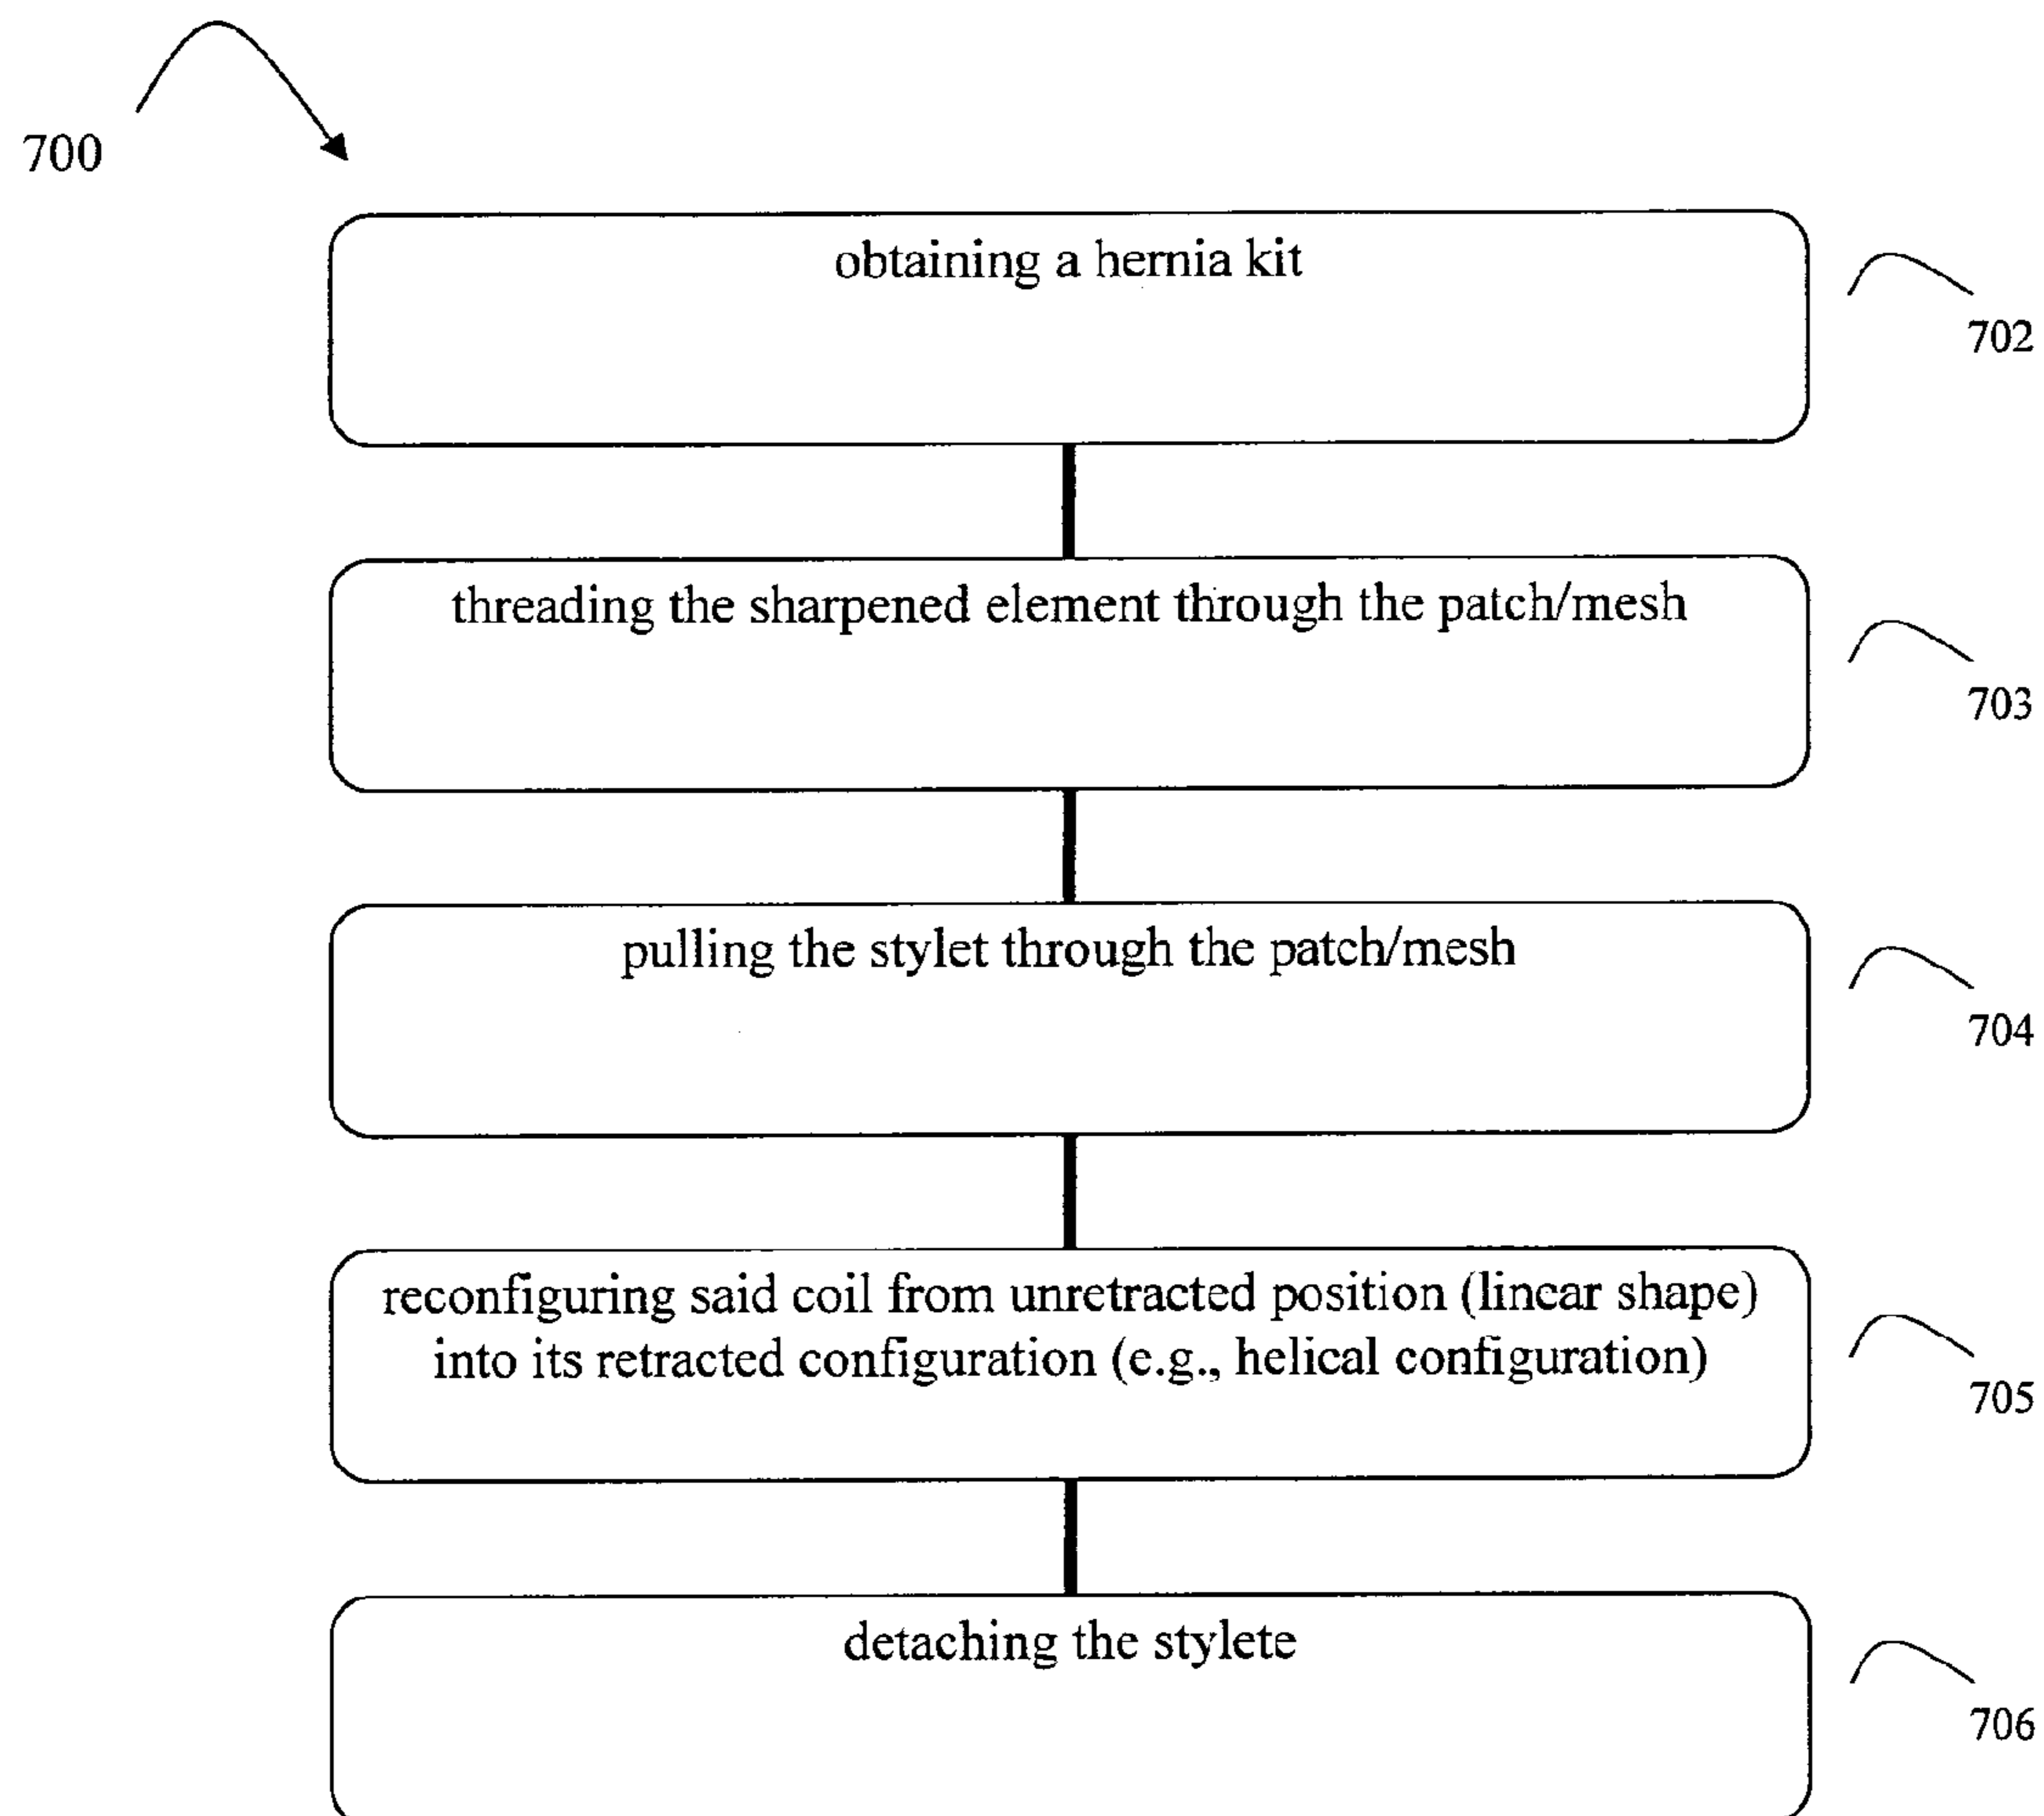 700
obtaining a hernia kit
702
threading the sharpened element through the patch/mesh
703
pulling the stylet through the patch/mesh
704
reconfiguring said coil from unretracted position (linear shape)
into its retracted configuration (e.g., helical configuration)
705
detaching the stylete
706